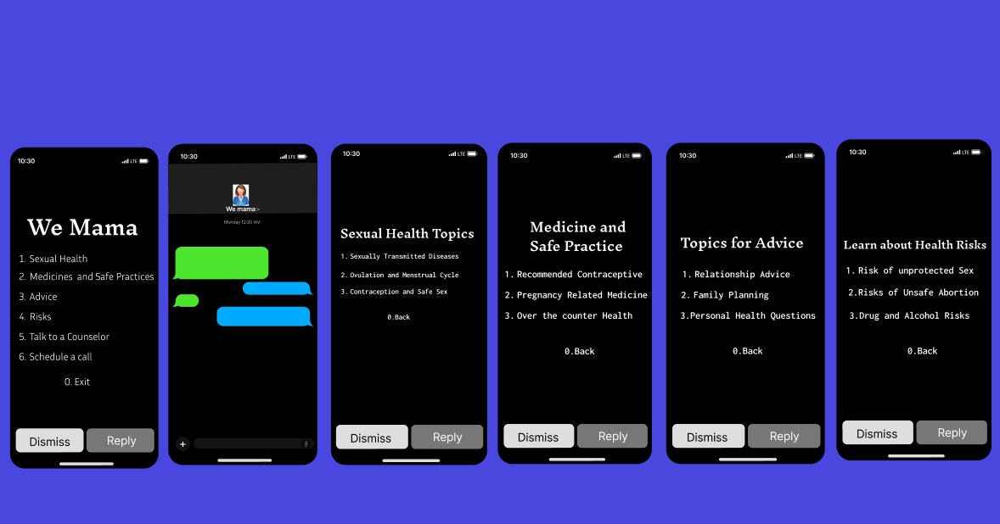 10:30
LTE
We Mama
1. Sexual Health
2. Medicines and Safe Practices
3. Advice
4. Risks
5. Talk to a Counselor
6. Schedule a call
0. Exit
Dismiss
Reply
10:30
LTE
We mama>
Monday 12:20 AM
+
10:30
LTE
Sexual Health Topics
1. Sexually Transmitted Diseases
2. Ovulation and Menstrual Cycle
3. Contraception and Safe Sex
0.Back
Dismiss
Reply
10:30
LTE
Medicine and
Safe Practice
1. Recommended Contraceptive
2. Pregnancy Related Medicine
3. Over the counter Health
0.Back
Dismiss
Reply
10:30
LTE
Topics for Advice
1. Relationship Advice
2. Family Planning
3.Personal Health Questions
0.Back
Dismiss
Reply
10:30
LTE
Learn about Health Risks
1. Risk of unprotected Sex
2.Risks of Unsafe Abortion
3.Drug and Alcohol Risks
0.Back
Dismiss
Reply